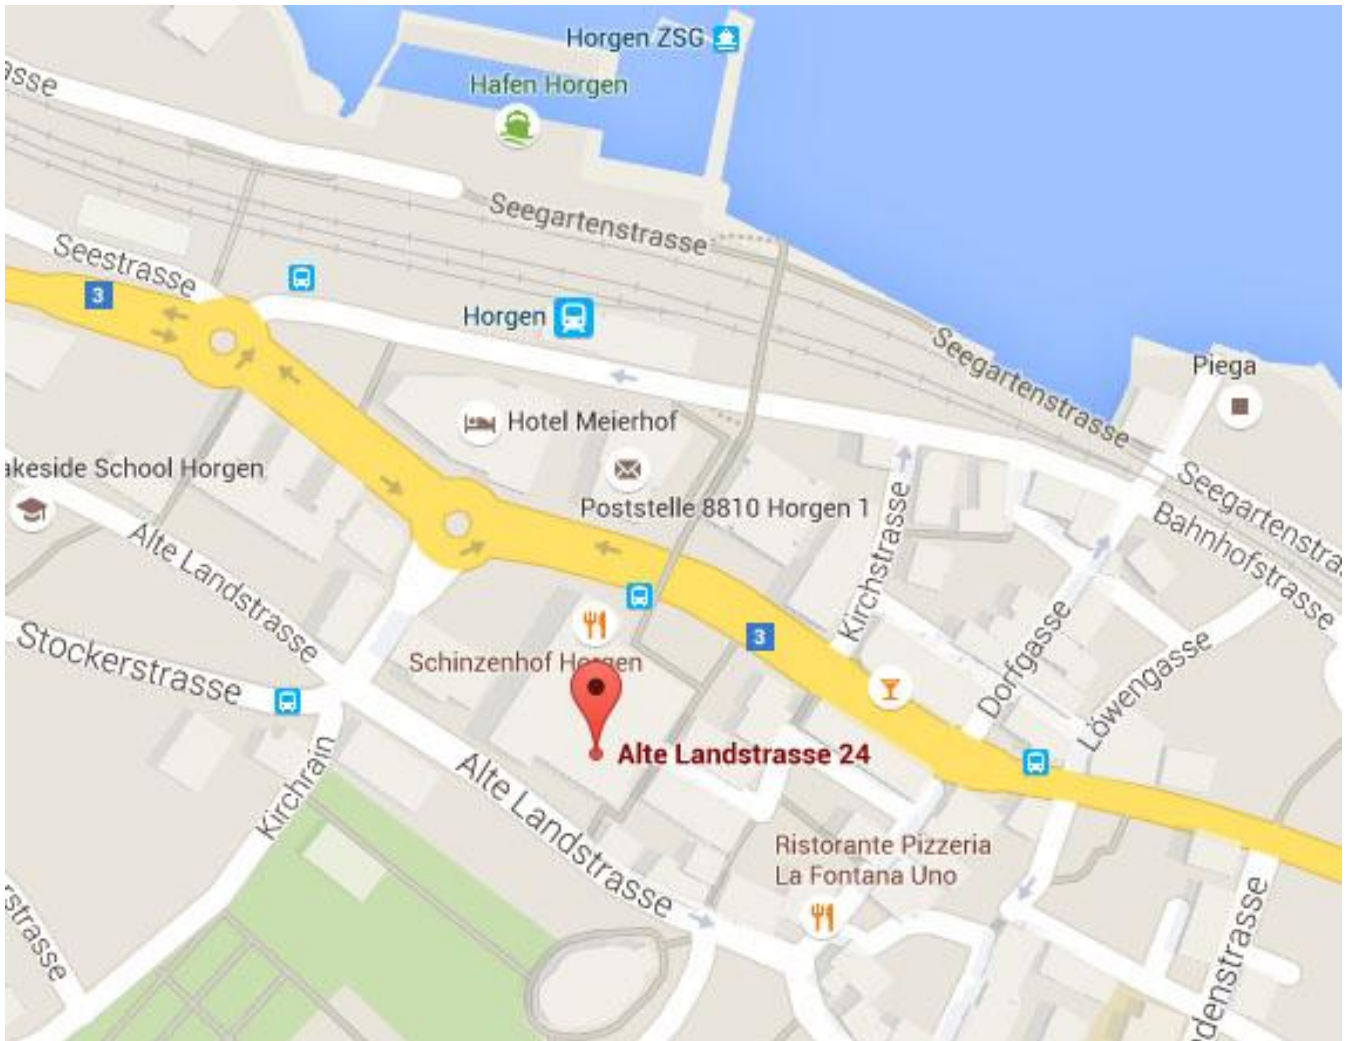 Horgen ZSG
Hafen Horgen
asse
Seegartenstrasse
Seestrasse
3
Horgen
Seegartenstrasse
Piega
Hotel Meierhof
akeside School Horgen
Poststelle 8810 Horgen 1
Seegartenstra
Bahnhofstrasse
Alte Landstrasse
Kirchstrasse
Stockerstrasse
3
Schinzenhof Horgen
Dorfgasse
Löwengasse
Alte Landstrasse 24
Kirchrain
Alte Landstrasse
Ristorante Pizzeria
La Fontana Uno
rstrasse
denstrasse